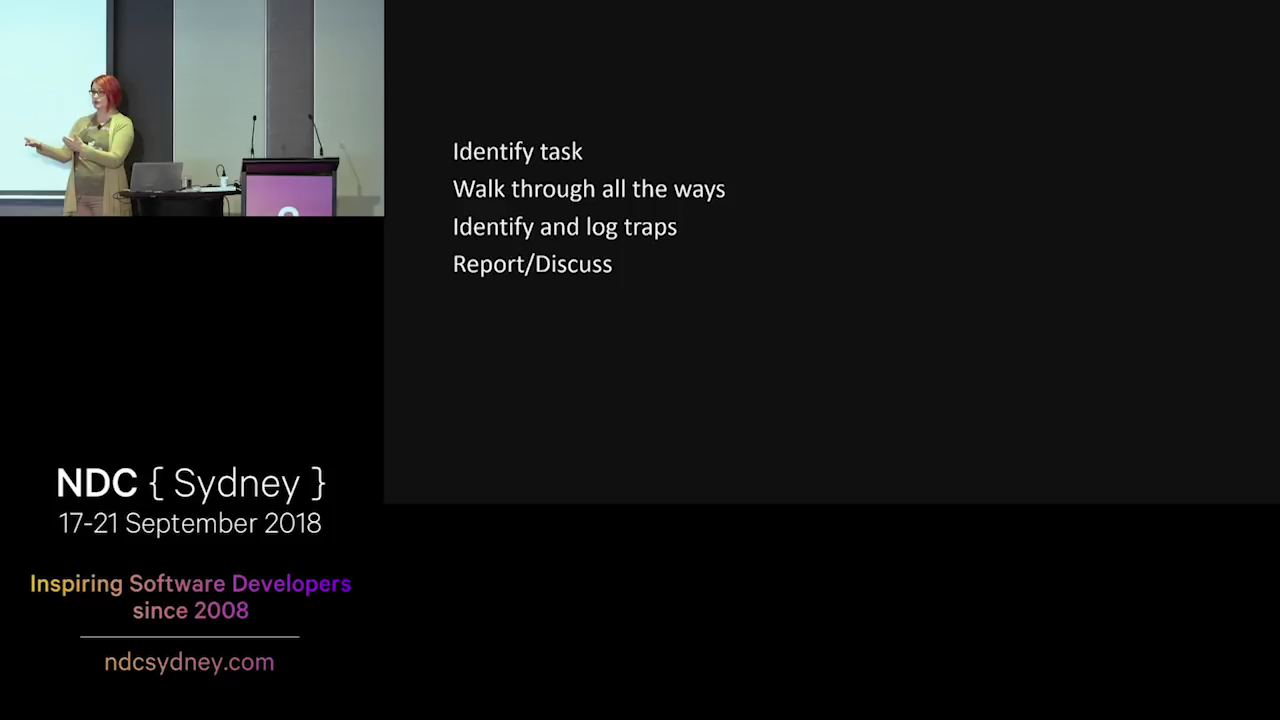 Identify task
Walk through all the ways
Identify and log traps
Report/Discuss
NDC { Sydney }
17-21 September 2018
Inspiring Software Developers
since 2008
ndcsydney.com